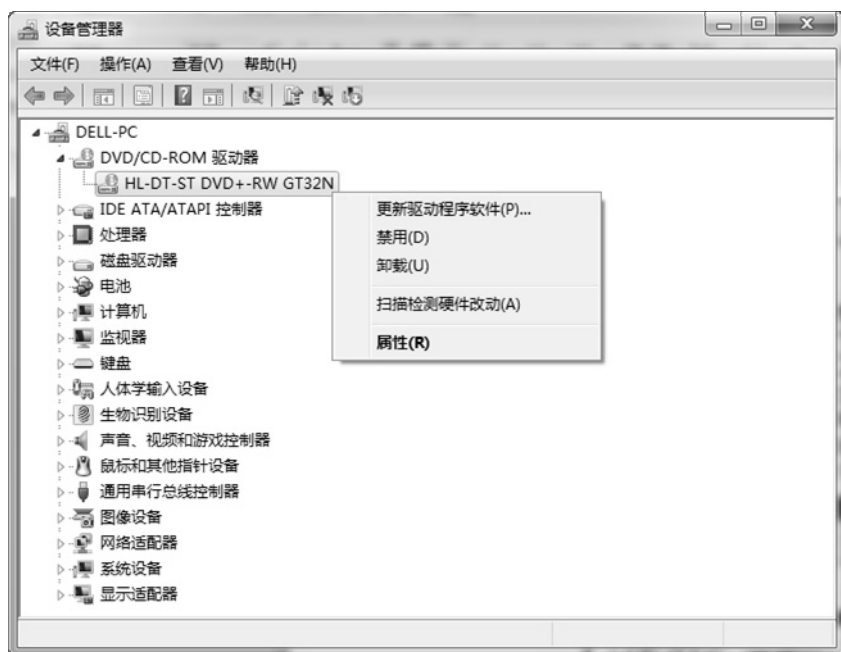 设备管理器
文件(F) 操作(A) 查看(V) 帮助(H)
DELL-PC
DVD/CD-ROM 驱动器
HL-DT-ST DVD+-RW GT32N
IDE ATA/ATAPI 控制器
处理器
磁盘驱动器
电池
计算机
监视器
键盘
人体学输入设备
生物识别设备
声音、视频和游戏控制器
鼠标和其他指针设备
通用串行总线控制器
图像设备
网络适配器
系统设备
显示适配器
更新驱动程序软件(P)...
禁用(D)
卸载(U)
扫描检测硬件改动(A)
属性(R)